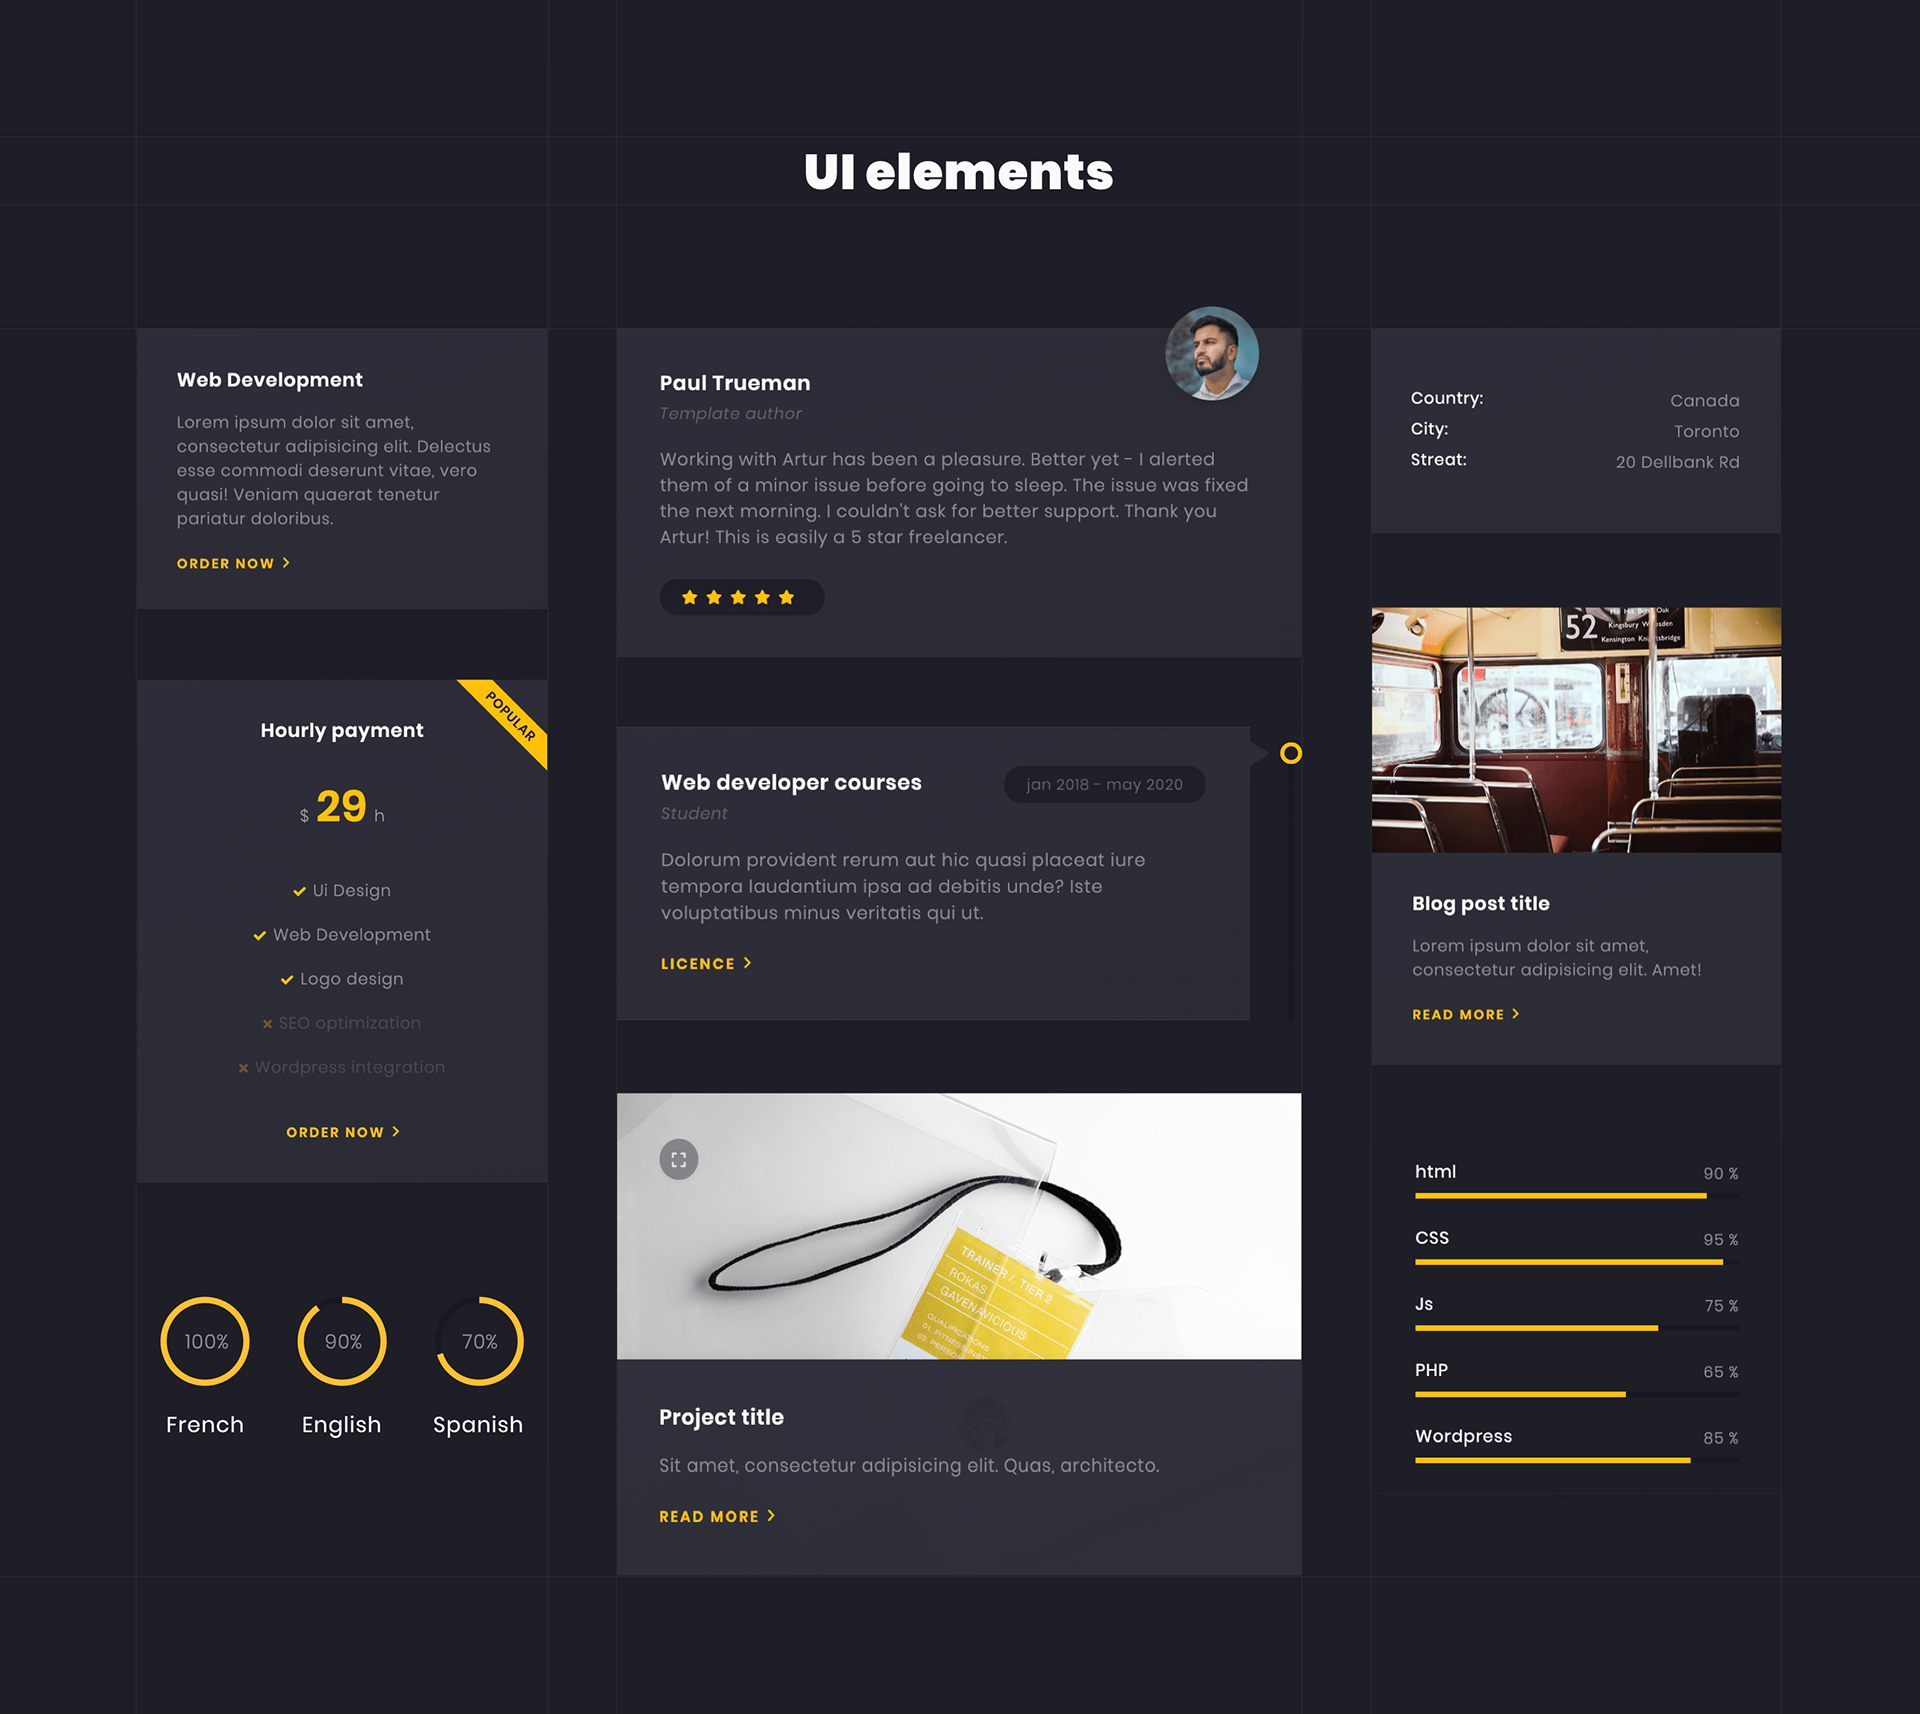 UI elements
Web Development
Lorem ipsum dolor sit amet,
consectetur adipisicing elit. Delectus
esse commodi deserunt vitae, vero
quasi! Veniam quaerat tenetur
pariatur doloribus.
ORDER NOW
POPULAR
Hourly payment
$ 29 h
Ui Design
Web Development
Logo design
SEO optimization
Wordpress integration
ORDER NOW
100%
90%
70%
French
English
Spanish
Paul Trueman
Template author
Working with Artur has been a pleasure. Better yet - I alerted
them of a minor issue before going to sleep. The issue was fixed
the next morning. I couldn't ask for better support. Thank you
Artur! This is easily a 5 star freelancer.
Web developer courses
jan 2018 - may 2020
Student
Dolorum provident rerum aut hic quasi placeat iure
tempora laudantium ipsa ad debitis unde? Iste
voluptatibus minus veritatis qui ut.
LICENCE
TRAINER / TIER 2
ROKAS
GAVENAVICIOUS
QUALIFICATIONS
Project title
Sit amet, consectetur adipisicing elit. Quas, architecto.
READ MORE
Country: Canada
City: Toronto
Streat: 20 Dellbank Rd
52
Oak
Kingsbury
Kensington
Blog post title
Lorem ipsum dolor sit amet,
consectetur adipisicing elit. Amet!
READ MORE
html 90 %
CSS 95 %
Js 75 %
PHP 65 %
Wordpress 85 %